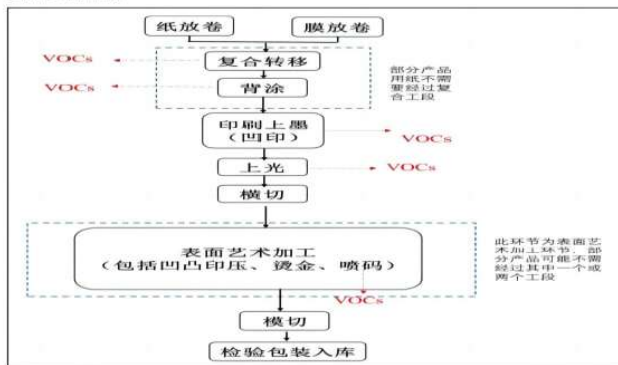 纸放卷
膜放卷
VOCs
复合转移
VOCs
背涂
部分产品
用纸不需
要经过复
合工段
印刷上墨
（凹印）
VOCs
上光
VOCs
横切
表面艺术加工
（包括凹凸印压、烫金、喷码）
VOCs
此环节为表面艺
术加工环节，部
分产品可能不需
经过其中一个或
两个工段
模切
检验包装入库